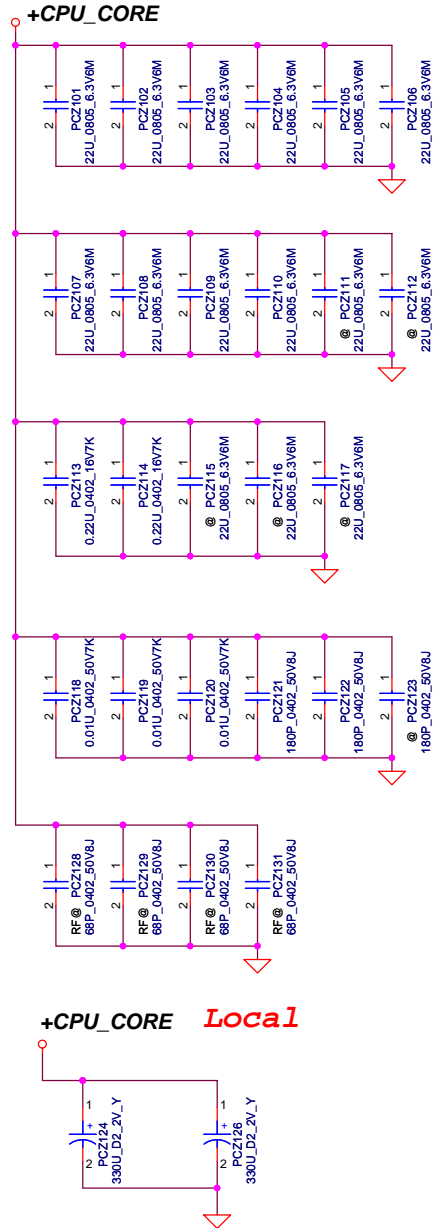 +CPU_CORE
1
2
PCZ101
22U_0805_6.3V6M
1
2
PCZ102
22U_0805_6.3V6M
1
2
PCZ103
22U_0805_6.3V6M
1
2
PCZ104
22U_0805_6.3V6M
1
2
PCZ105
22U_0805_6.3V6M
1
2
PCZ106
22U_0805_6.3V6M
1
2
PCZ107
22U_0805_6.3V6M
1
2
PCZ108
22U_0805_6.3V6M
1
2
PCZ109
22U_0805_6.3V6M
1
2
PCZ110
22U_0805_6.3V6M
1
2
@ PCZ111
22U_0805_6.3V6M
1
2
@ PCZ112
22U_0805_6.3V6M
1
2
PCZ113
0.22U_0402_16V7K
1
2
PCZ114
0.22U_0402_16V7K
1
2
@ PCZ115
22U_0805_6.3V6M
1
2
@ PCZ116
22U_0805_6.3V6M
1
2
@ PCZ117
22U_0805_6.3V6M
1
2
PCZ118
0.01U_0402_50V7K
1
2
PCZ119
0.01U_0402_50V7K
1
2
PCZ120
0.01U_0402_50V7K
1
2
PCZ121
180P_0402_50V8J
1
2
PCZ122
180P_0402_50V8J
1
2
@ PCZ123
180P_0402_50V8J
1
2
RF@ PCZ128
68P_0402_50V8J
1
2
RF@ PCZ129
68P_0402_50V8J
1
2
RF@ PCZ130
68P_0402_50V8J
1
2
RF@ PCZ131
68P_0402_50V8J
+CPU_CORE Local
1
+
2
PCZ124
330U_D2_2V_Y
1
+
2
PCZ126
330U_D2_2V_Y